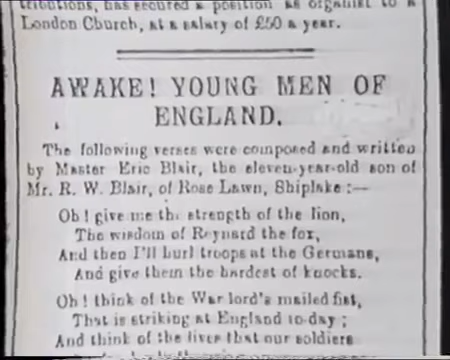 tributions, has secured a position as organist to a
London Church, at a salary of £50 a year.
AWAKE! YOUNG MEN OF
ENGLAND.
The following verses were composed and written
by Master Eric Blair, the eleven-year-old son of
Mr. R. W. Blair, of Rose Lawn, Shiplake :—
Oh! give me the strength of the lion,
The wisdom of Reynard the fox,
And then I'll hurl troops at the Germans,
And give them the hardest of knocks.
Oh! think of the War lord's mailed fist,
That is striking at England to-day;
And think of the lives that our soldiers